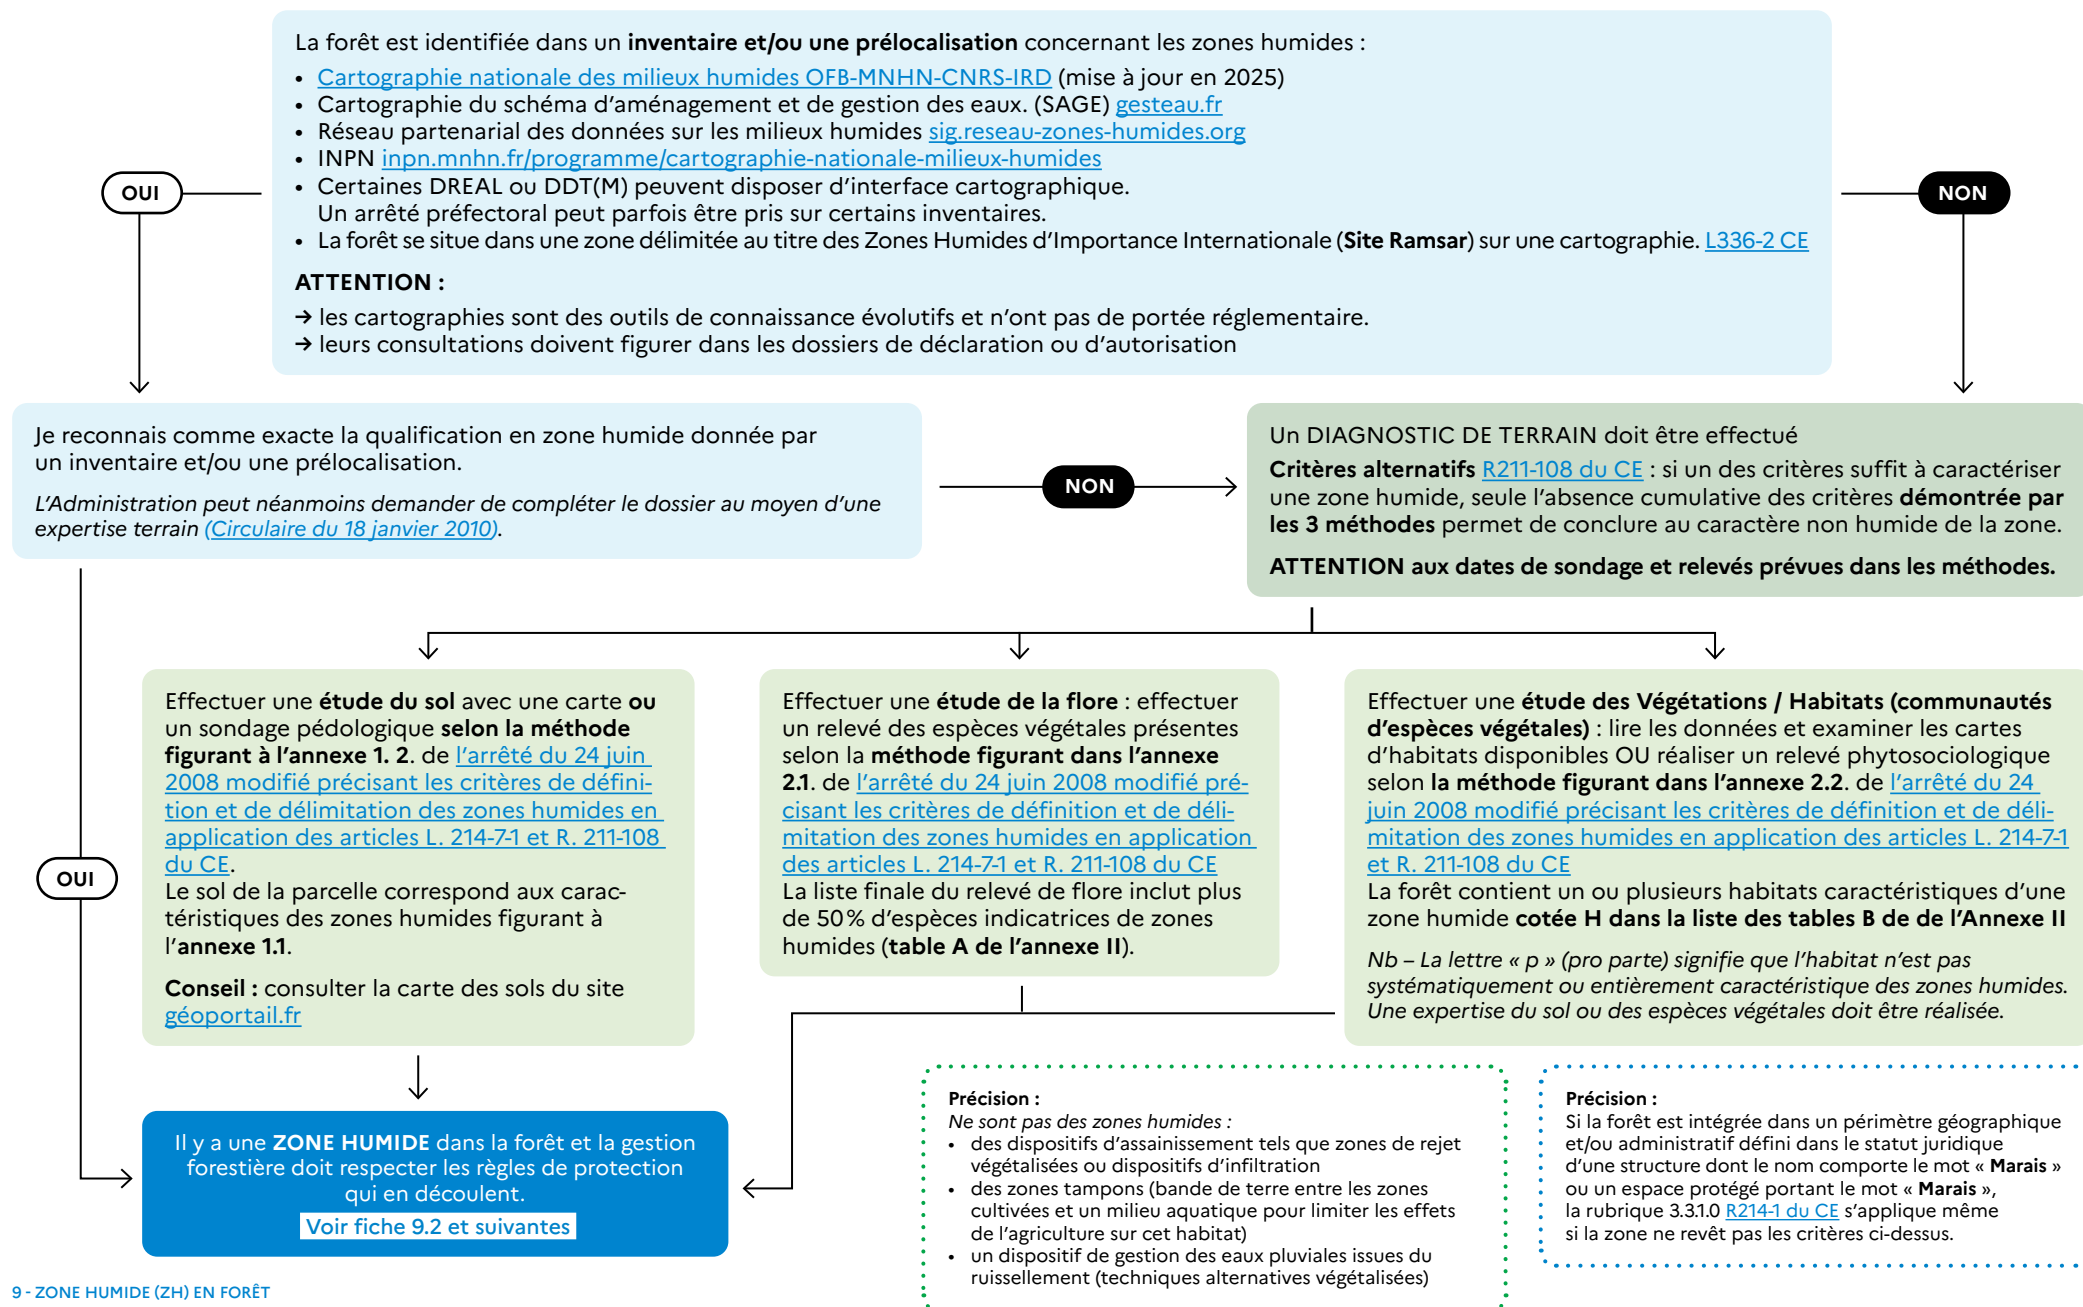 La forêt est identifiée dans un inventaire et/ou une prélocalisation concernant les zones humides :
• Cartographie nationale des milieux humides OFB-MNHN-CNRS-IRD (mise à jour en 2025)
• Cartographie du schéma d’aménagement et de gestion des eaux. (SAGE) gesteau.fr
• Réseau partenarial des données sur les milieux humides sig.reseau-zones-humides.org
• INPN inpn.mnhn.fr/programme/cartographie-nationale-milieux-humides
• Certaines DREAL ou DDT(M) peuvent disposer d’interface cartographique.
Un arrêté préfectoral peut parfois être pris sur certains inventaires.
• La forêt se situe dans une zone délimitée au titre des Zones Humides d’Importance Internationale (Site Ramsar) sur une cartographie. L336-2 CE
ATTENTION :
→ les cartographies sont des outils de connaissance évolutifs et n’ont pas de portée réglementaire.
→ leurs consultations doivent figurer dans les dossiers de déclaration ou d’autorisation
OUI
NON
Je reconnais comme exacte la qualification en zone humide donnée par
un inventaire et/ou une prélocalisation.
L’Administration peut néanmoins demander de compléter le dossier au moyen d’une
expertise terrain (Circulaire du 18 janvier 2010).
NON
Un DIAGNOSTIC DE TERRAIN doit être effectué
Critères alternatifs R211-108 du CE : si un des critères suffit à caractériser
une zone humide, seule l’absence cumulative des critères démontrée par
les 3 méthodes permet de conclure au caractère non humide de la zone.
ATTENTION aux dates de sondage et relevés prévues dans les méthodes.
OUI
Effectuer une étude du sol avec une carte ou
un sondage pédologique selon la méthode
figurant à l’annexe 1. 2. de l’arrêté du 24 juin
2008 modifié précisant les critères de défini-
tion et de délimitation des zones humides en
application des articles L. 214-7-1 et R. 211-108
du CE.
Le sol de la parcelle correspond aux carac-
téristiques des zones humides figurant à
l’annexe 1.1.
Conseil : consulter la carte des sols du site
géoportail.fr
Effectuer une étude de la flore : effectuer
un relevé des espèces végétales présentes
selon la méthode figurant dans l’annexe
2.1. de l’arrêté du 24 juin 2008 modifié pré-
cisant les critères de définition et de déli-
mitation des zones humides en application
des articles L. 214-7-1 et R. 211-108 du CE
La liste finale du relevé de flore inclut plus
de 50 % d’espèces indicatrices de zones
humides (table A de l’annexe II).
Effectuer une étude des Végétations / Habitats (communautés
d’espèces végétales) : lire les données et examiner les cartes
d’habitats disponibles OU réaliser un relevé phytosociologique
selon la méthode figurant dans l’annexe 2.2. de l’arrêté du 24
juin 2008 modifié précisant les critères de définition et de déli-
mitation des zones humides en application des articles L. 214-7-1
et R. 211-108 du CE
La forêt contient un ou plusieurs habitats caractéristiques d’une
zone humide cotée H dans la liste des tables B de de l’Annexe II
Nb – La lettre « p » (pro parte) signifie que l’habitat n’est pas
systématiquement ou entièrement caractéristique des zones humides.
Une expertise du sol ou des espèces végétales doit être réalisée.
Il y a une ZONE HUMIDE dans la forêt et la gestion
forestière doit respecter les règles de protection
qui en découlent.
Voir fiche 9.2 et suivantes
Précision :
Ne sont pas des zones humides :
• des dispositifs d’assainissement tels que zones de rejet
végétalisées ou dispositifs d’infiltration
• des zones tampons (bande de terre entre les zones
cultivées et un milieu aquatique pour limiter les effets
de l’agriculture sur cet habitat)
• un dispositif de gestion des eaux pluviales issues du
ruissellement (techniques alternatives végétalisées)
Précision :
Si la forêt est intégrée dans un périmètre géographique
et/ou administratif défini dans le statut juridique
d’une structure dont le nom comporte le mot « Marais »
ou un espace protégé portant le mot « Marais »,
la rubrique 3.3.1.0 R214-1 du CE s’applique même
si la zone ne revêt pas les critères ci-dessus.
9 - ZONE HUMIDE (ZH) EN FORÊT